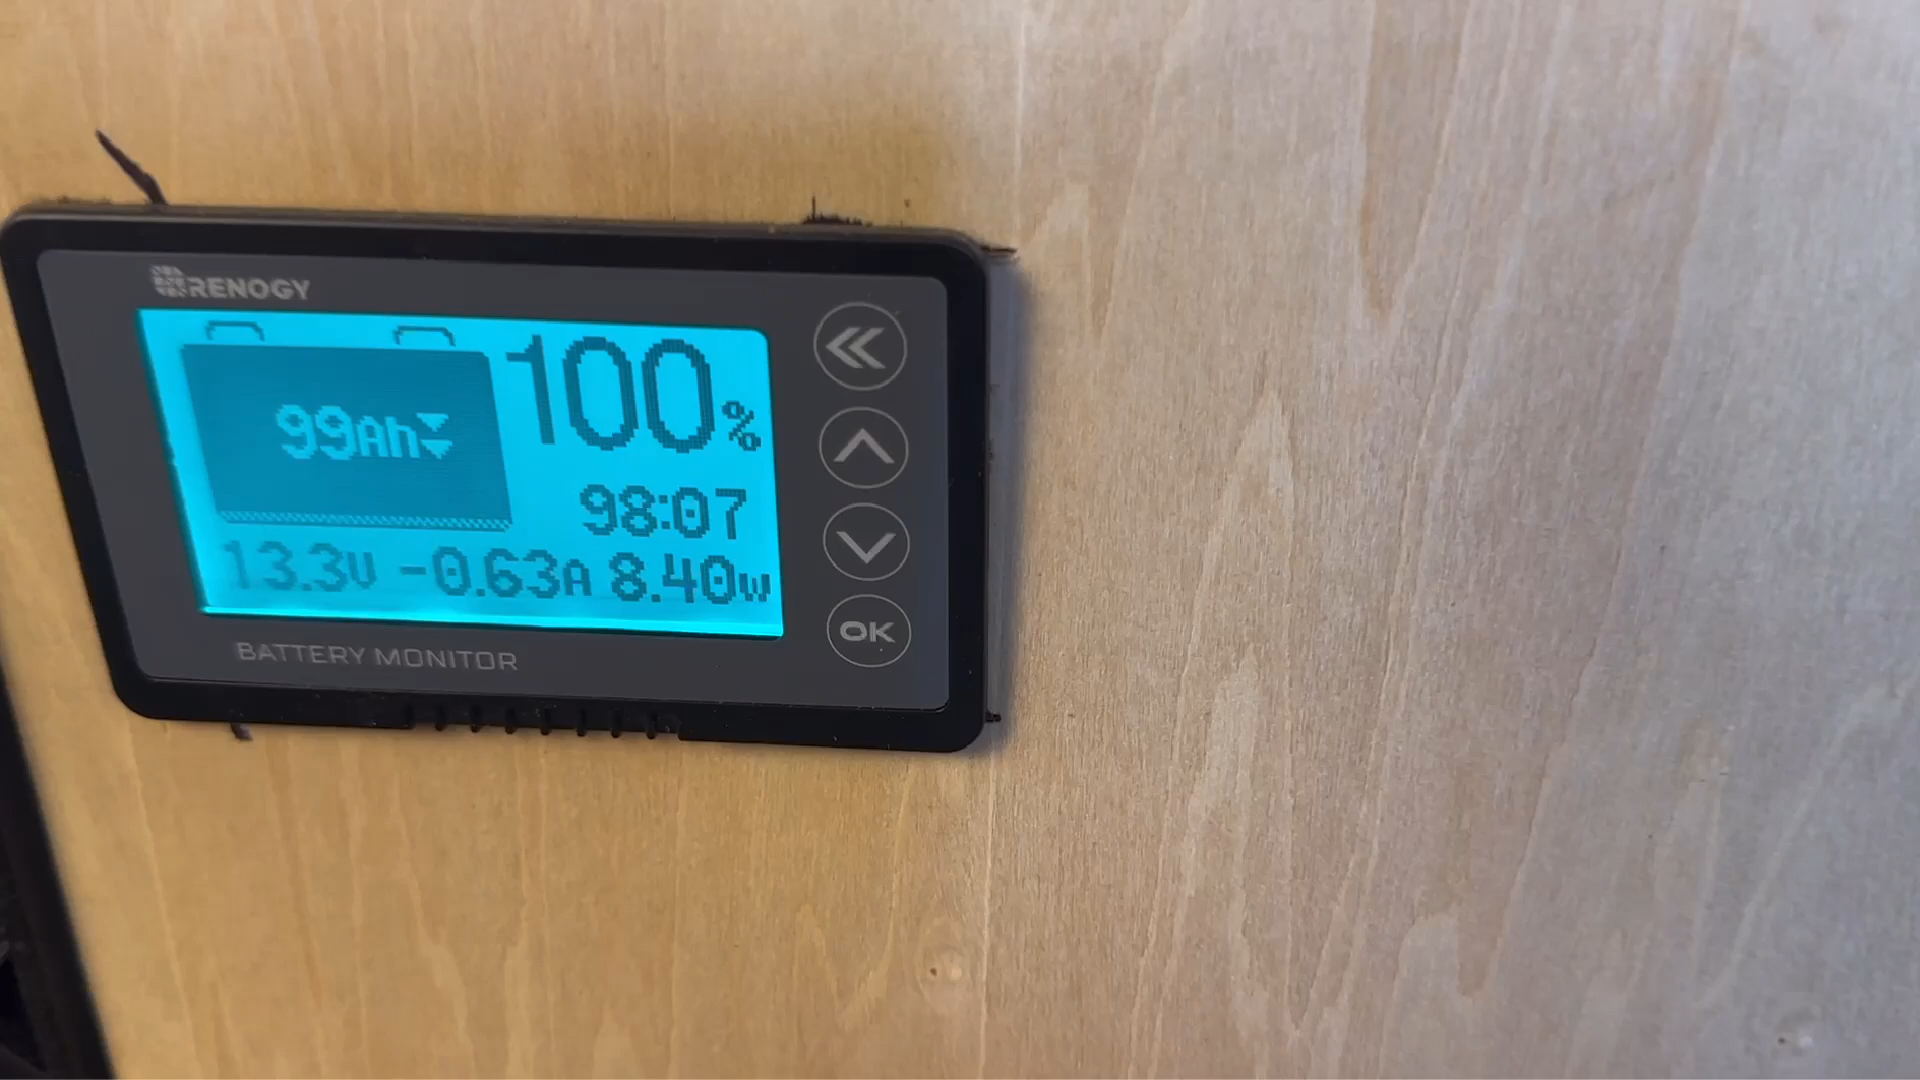 RENOGY
100%
99Ah
98:07
13.3V -0.63A 8.40W
OK
BATTERY MONITOR